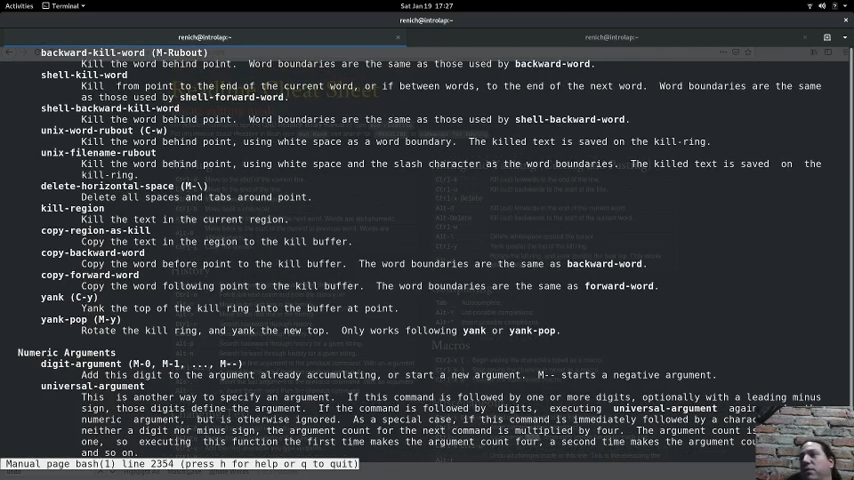 Activities
Terminal
Sat Jan 19 17:27
renich@introlap:~
renich@introlap:~
renich@introlap:~
backward-kill-word (M-Rubout)
Kill the word behind point. Word boundaries are the same as those used by backward-word.
shell-kill-word
Kill from point to the end of the current word, or if between words, to the end of the next word. Word boundaries are the same
as those used by shell-forward-word.
shell-backward-kill-word
Kill the word behind point. Word boundaries are the same as those used by shell-backward-word.
unix-word-rubout (C-w)
Kill the word behind point, using white space as a word boundary. The killed text is saved on the kill-ring.
unix-filename-rubout
Kill the word behind point, using white space and the slash character as the word boundaries. The killed text is saved on the
kill-ring.
delete-horizontal-space (M-\)
Delete all spaces and tabs around point.
kill-region
Kill the text in the current region.
copy-region-as-kill
Copy the text in the region to the kill buffer.
copy-backward-word
Copy the word before point to the kill buffer. The word boundaries are the same as backward-word.
copy-forward-word
Copy the word following point to the kill buffer. The word boundaries are the same as forward-word.
yank (C-y)
Yank the top of the kill ring into the buffer at point.
yank-pop (M-y)
Rotate the kill ring, and yank the new top. Only works following yank or yank-pop.
Numeric Arguments
digit-argument (M-0, M-1, ..., M--)
Add this digit to the argument already accumulating, or start a new argument. M-- starts a negative argument.
universal-argument
This is another way to specify an argument. If this command is followed by one or more digits, optionally with a leading minus
sign, those digits define the argument. If the command is followed by digits, executing universal-argument
numeric argument, but is otherwise ignored. As a special case, if this command is immediately followed by a
neither a digit nor minus sign, the argument count for the next command is multiplied by four. The argument count
one, so executing this function the first time makes the argument count four, a second time makes the argument
and so on.
Manual page bash(1) line 2354 (press h for help or q to quit)